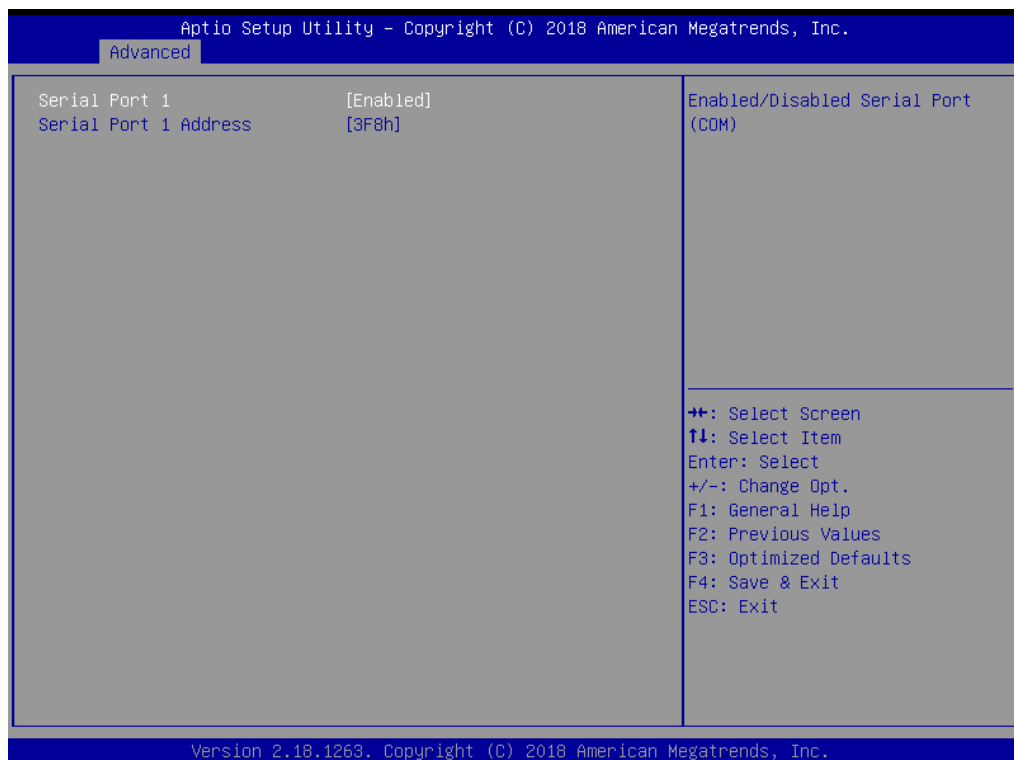 Aptio Setup Utility – Copyright (C) 2018 American Megatrends, Inc.
Advanced
Serial Port 1 [Enabled]
Serial Port 1 Address [3F8h]
Enabled/Disabled Serial Port
(COM)
→←: Select Screen
↑↓: Select Item
Enter: Select
+/-: Change Opt.
F1: General Help
F2: Previous Values
F3: Optimized Defaults
F4: Save & Exit
ESC: Exit
Version 2.18.1263. Copyright (C) 2018 American Megatrends, Inc.